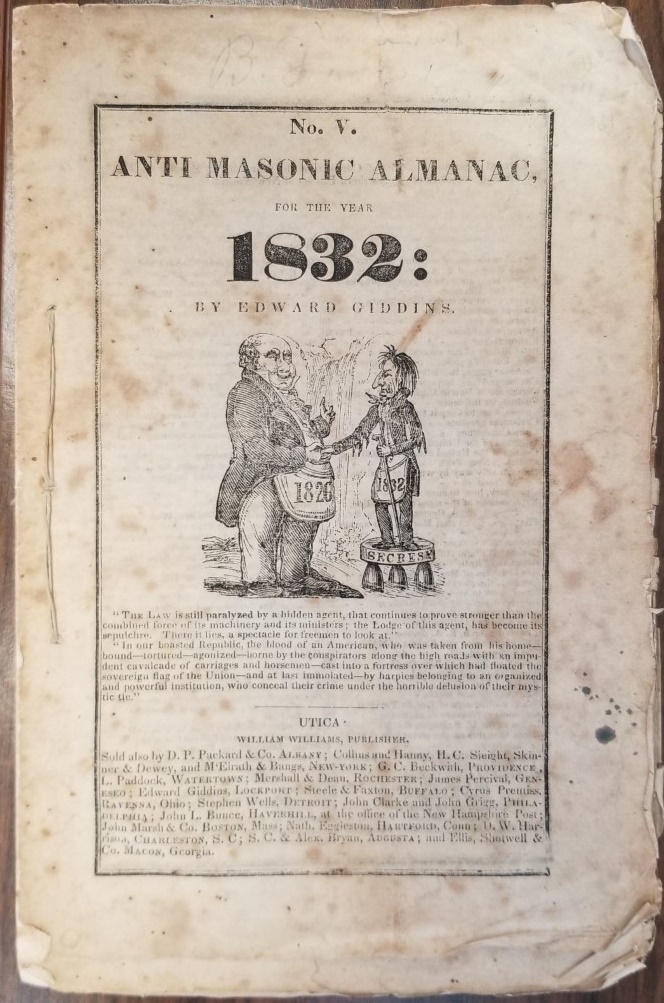 No. V.
ANTI MASONIC ALMANAC,
FOR THE YEAR
1832:
BY EDWARD GIDDINS.
1826
1832
SECRESY
"THE LAW is still paralyzed by a hidden agent, that continues to prove stronger than the
combined force of its machinery and its ministers; the Lodge of this agent, has become its
sepulchre. There it lies, a spectacle for freemen to look at."
"In our boasted Republic, the blood of an American, who was taken from his home—
bound—tortured—agonized—borne by the conspirators along the high roads with an impu-
dent cavalcade of carriages and horsemen—cast into a fortress over which had floated the
sovereign flag of the Union—and at last immolated—by harpies belonging to an organized
and powerful institution, who conceal their crime under the horrible delusion of their mys-
tic tie."
UTICA:
WILLIAM WILLIAMS, PUBLISHER.
Sold also by D. P. Packard & Co. ALBANY; Collins and Hanny, H. C. Sleight, Skin-
ner & Dewey, and M'Elrath & Bangs, NEW-YORK; G. C. Beckwith, PROVIDENCE,
L. Paddock, WATERTOWN; Mershall & Dean, ROCHESTER; James Percival, GEN-
ESEO; Edward Giddins, LOCKPORT; Steele & Faxton, BUFFALO; Cyrus Prentiss,
RAVENNA, Ohio; Stephen Wells, DETROIT; John Clarke and John Grigg, PHILA-
DELPHIA; John L. Bunce, HAVERHILL, at the office of the New Hampshire Post;
John Marsh & Co. BOSTON, Mass; Nath. Eggleston, HARTFORD, Conn; D. W. Har-
rison, CHARLESTON, S. C; S. C. & Alex. Bryan, AUGUSTA; and Ellis, Shotwell &
Co. MACON, Georgia.